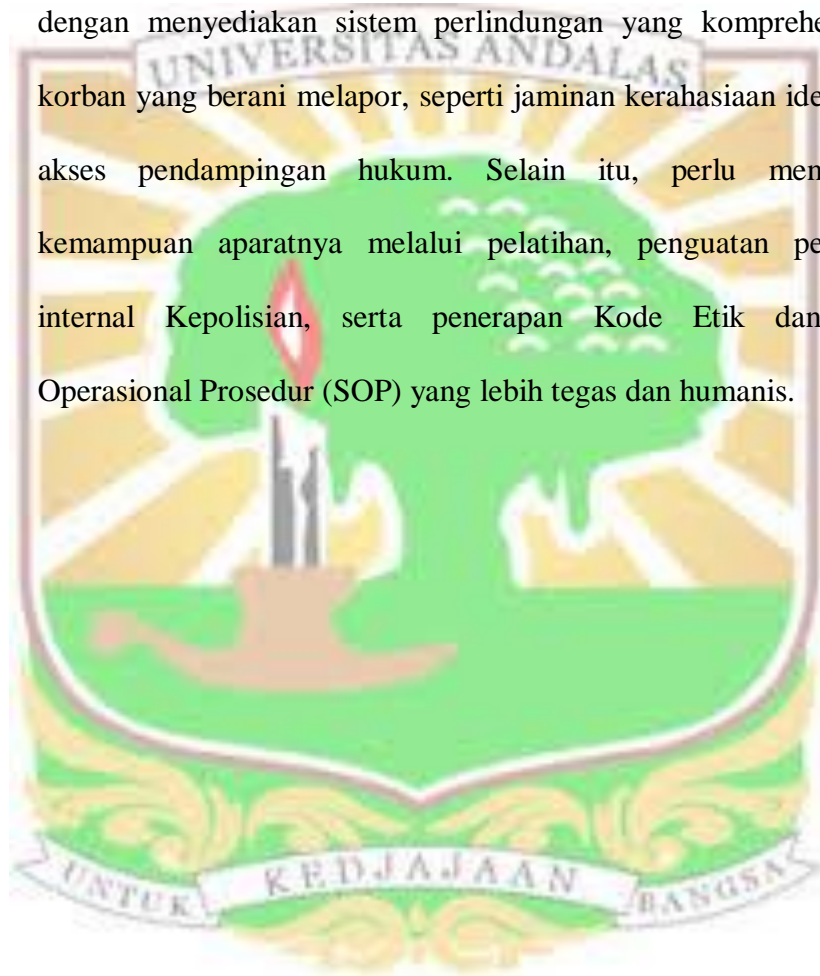 dengan menyediakan sistem perlindungan yang komprehe
UNIVERSITAS ANDALAS
korban yang berani melapor, seperti jaminan kerahasiaan ide
akses pendampingan hukum. Selain itu, perlu men
kemampuan aparatnya melalui pelatihan, penguatan pe
internal Kepolisian, serta penerapan Kode Etik dan
Operasional Prosedur (SOP) yang lebih tegas dan humanis.
UNTUK KEDJAJAAN BANGSA